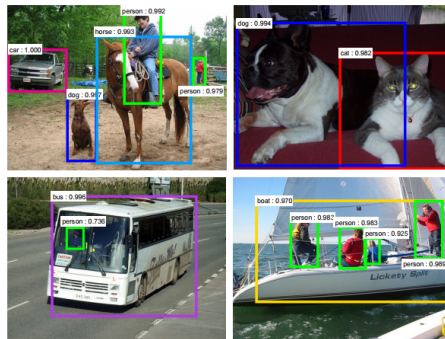 person : 0.992
horse : 0.993
car : 1.000
dog : 0.997
person : 0.979
dog : 0.994
cat : 0.982
bus : 0.996
person : 0.736
boat : 0.970
person : 0.983
person : 0.983
person : 0.925
person : 0.989
Lickety Split